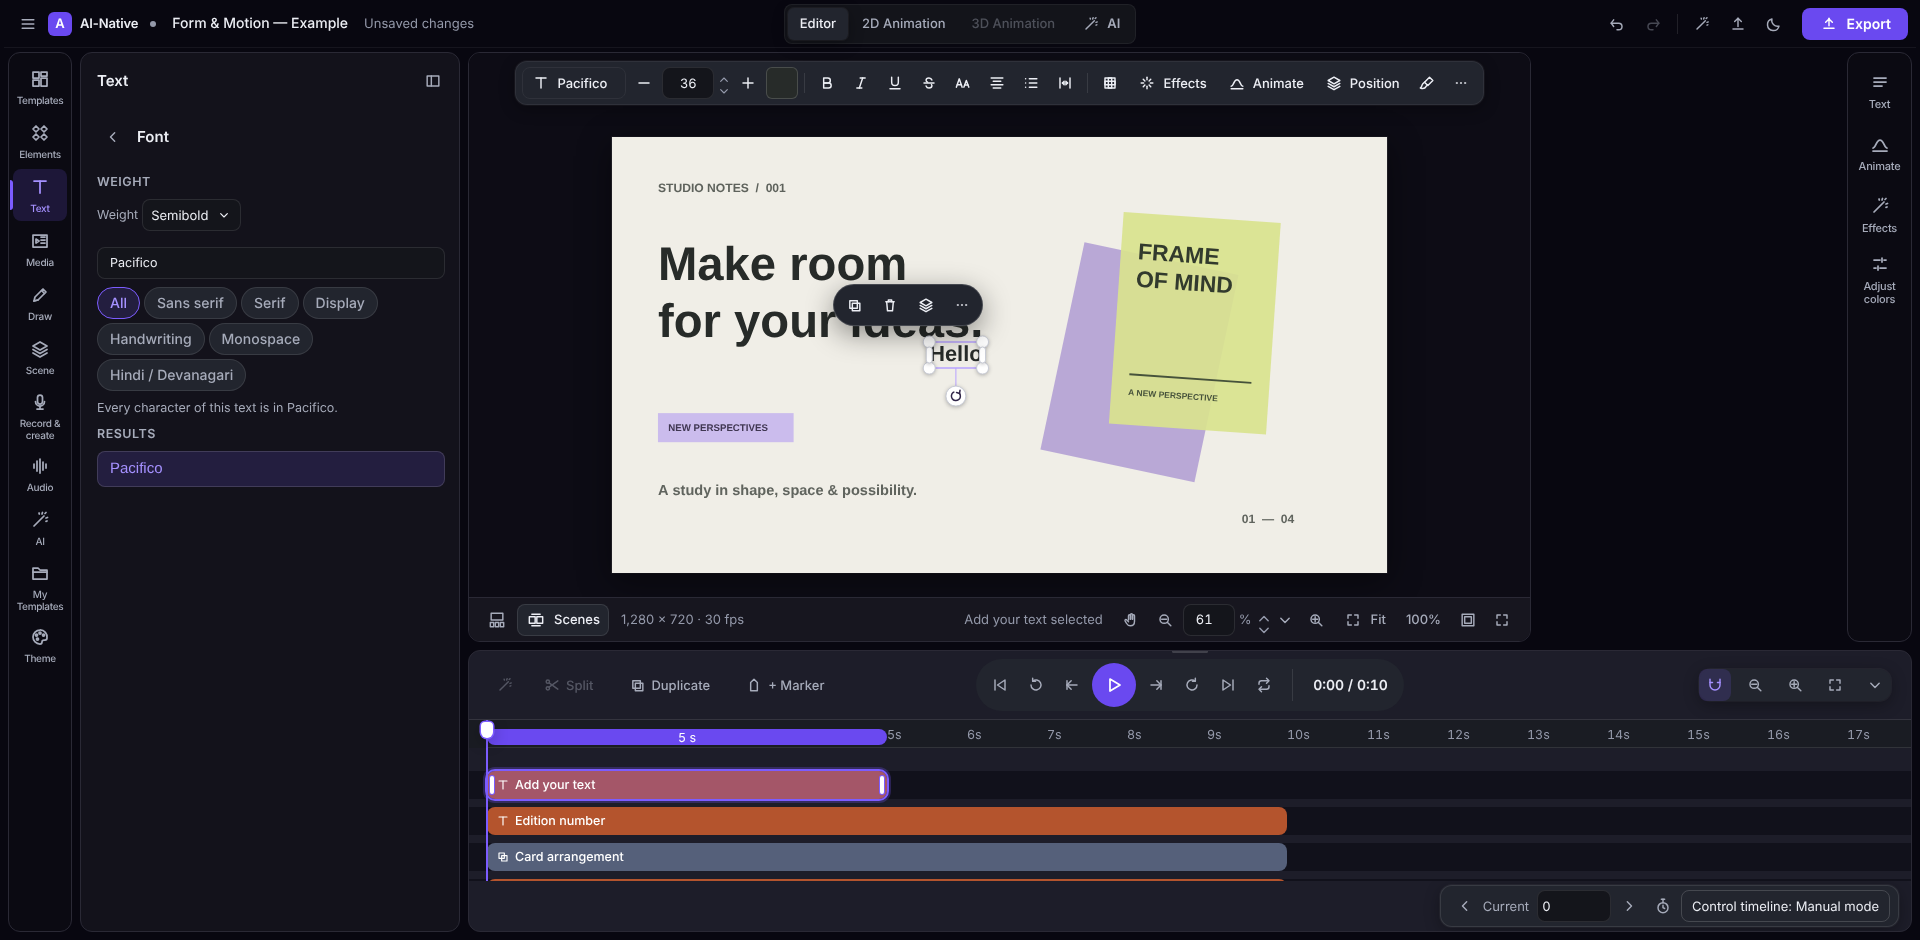 A AI-Native Form & Motion — Example Unsaved changes
Editor 2D Animation 3D Animation AI
Export
Templates
Elements
Text
Media
Draw
Scene
Record &
create
Audio
AI
My
Templates
Theme
Text
Font
WEIGHT
Weight Semibold
Pacifico
All Sans serif Serif Display
Handwriting Monospace
Hindi / Devanagari
Every character of this text is in Pacifico.
RESULTS
Pacifico
Pacifico 36 B I U S AA Effects Animate Position
STUDIO NOTES / 001
Make room
for your ideas.
Hello
NEW PERSPECTIVES
A study in shape, space & possibility.
FRAME
OF MIND
A NEW PERSPECTIVE
01 — 04
Scenes 1,280 × 720 · 30 fps Add your text selected 61 % Fit 100%
Text
Animate
Effects
Adjust
colors
Split Duplicate + Marker 0:00 / 0:10
5 s 5s 6s 7s 8s 9s 10s 11s 12s 13s 14s 15s 16s 17s
Add your text
Edition number
Card arrangement
Current 0 Control timeline: Manual mode